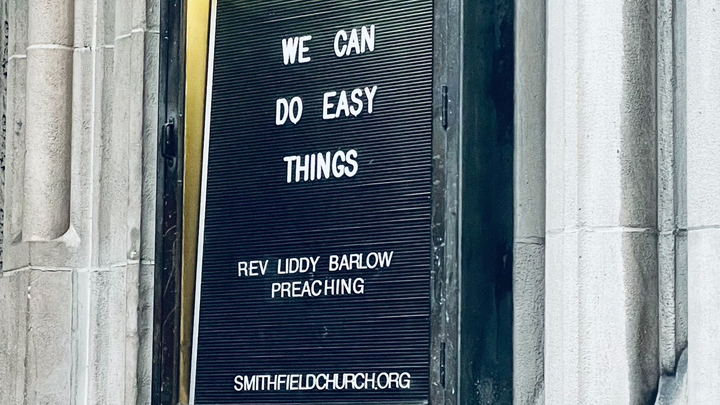 WE CAN
DO EASY
THINGS
REV LIDDY BARLOW
PREACHING
SMITHFIELDCHURCH.ORG